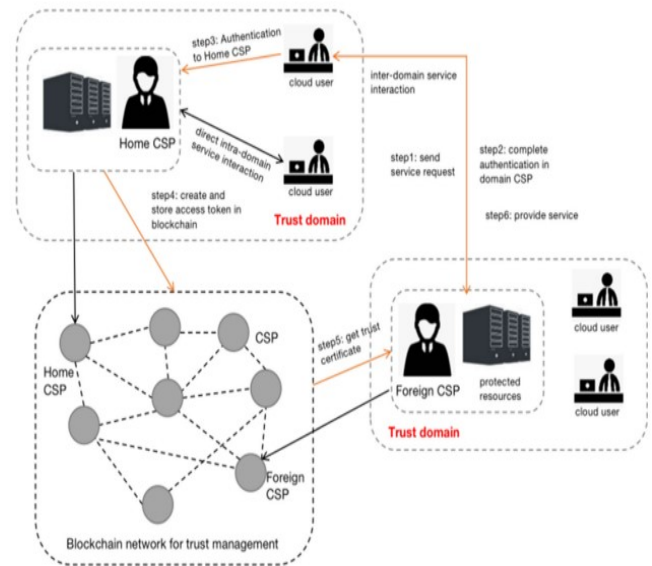 step3: Authentication
to Home CSP
cloud user
Home CSP
direct intra-domain
service interaction
cloud user
Trust domain
step4: create and
store access token in
blockchain
inter-domain service
interaction
step1: send
service request
step2: complete
authentication in
domain CSP
step6: provide service
Home
CSP
CSP
Foreign
CSP
Blockchain network for trust management
step5: get trust
certificate
Foreign CSP
protected
resources
cloud user
cloud user
Trust domain